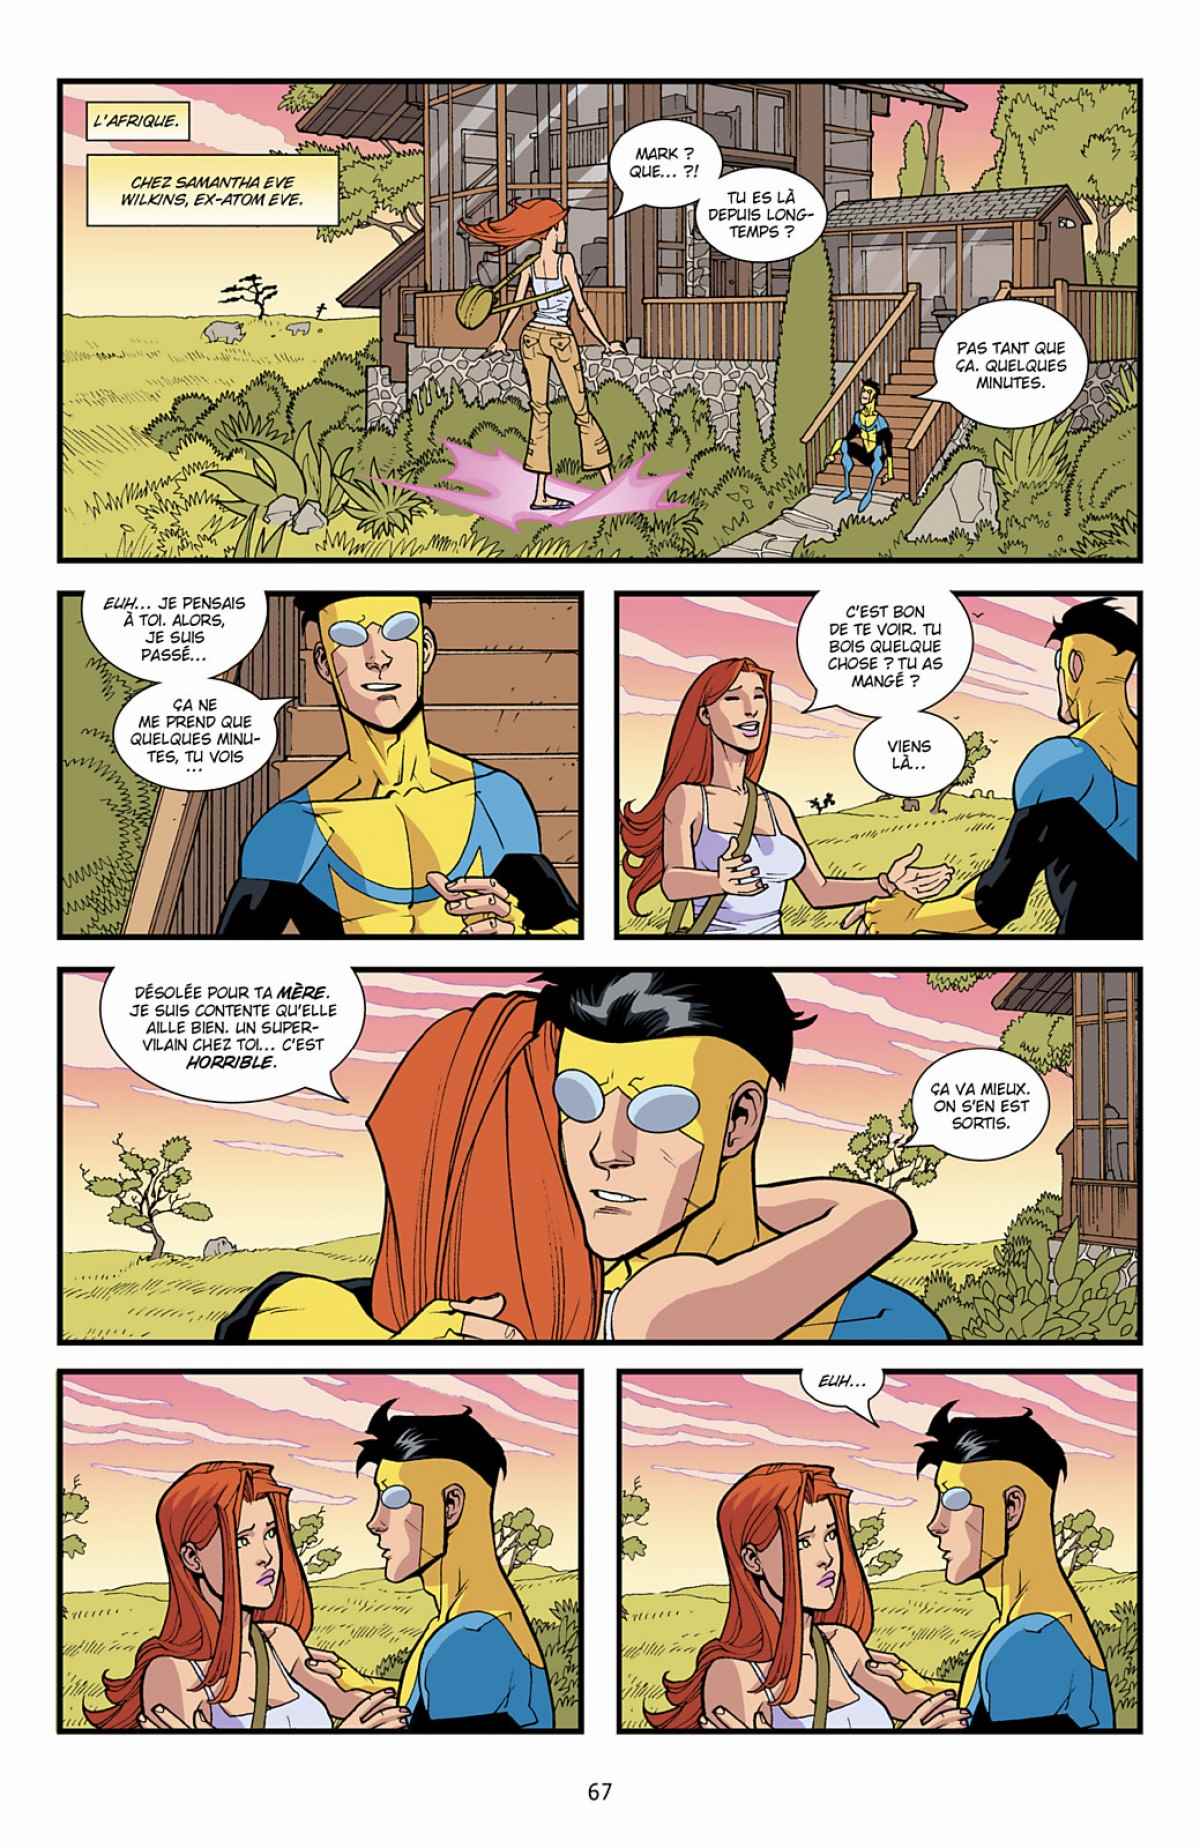 L'AFRIQUE.
CHEZ SAMANTHA EVE
WILKINS, EX-ATOM EVE.
MARK ?
QUE... ?!
TU ES LÀ
DEPUIS LONG-
TEMPS ?
PAS TANT QUE
ÇA. QUELQUES
MINUTES.
EUH... JE PENSAIS
À TOI. ALORS,
JE SUIS
PASSÉ...
ÇA NE
ME PREND QUE
QUELQUES MINU-
TES, TU VOIS
...
C'EST BON
DE TE VOIR. TU
BOIS QUELQUE
CHOSE ? TU AS
MANGÉ ?
VIENS
LÀ...
DÉSOLÉE POUR TA MÈRE.
JE SUIS CONTENTE QU'ELLE
AILLE BIEN. UN SUPER-
VILAIN CHEZ TOI... C'EST
HORRIBLE.
ÇA VA MIEUX.
ON S'EN EST
SORTIS.
EUH...
67